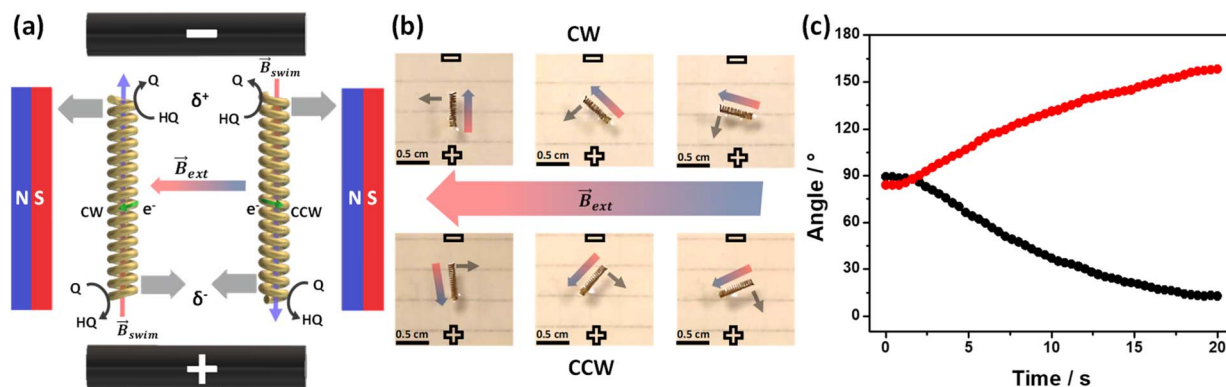 (a)
−
Q
HQ
δ⁺
Q
HQ
B⃗swim
N S
B⃗ext
CW
e⁻
e⁻
CCW
N S
Q
HQ
δ⁻
Q
HQ
B⃗swim
+
(b)
CW
−
−
−
0.5 cm
+
0.5 cm
+
0.5 cm
+
B⃗ext
−
−
−
0.5 cm
+
0.5 cm
+
0.5 cm
+
CCW
(c)
Angle / °
180
150
120
90
60
30
0
0 5 10 15 20
Time / s